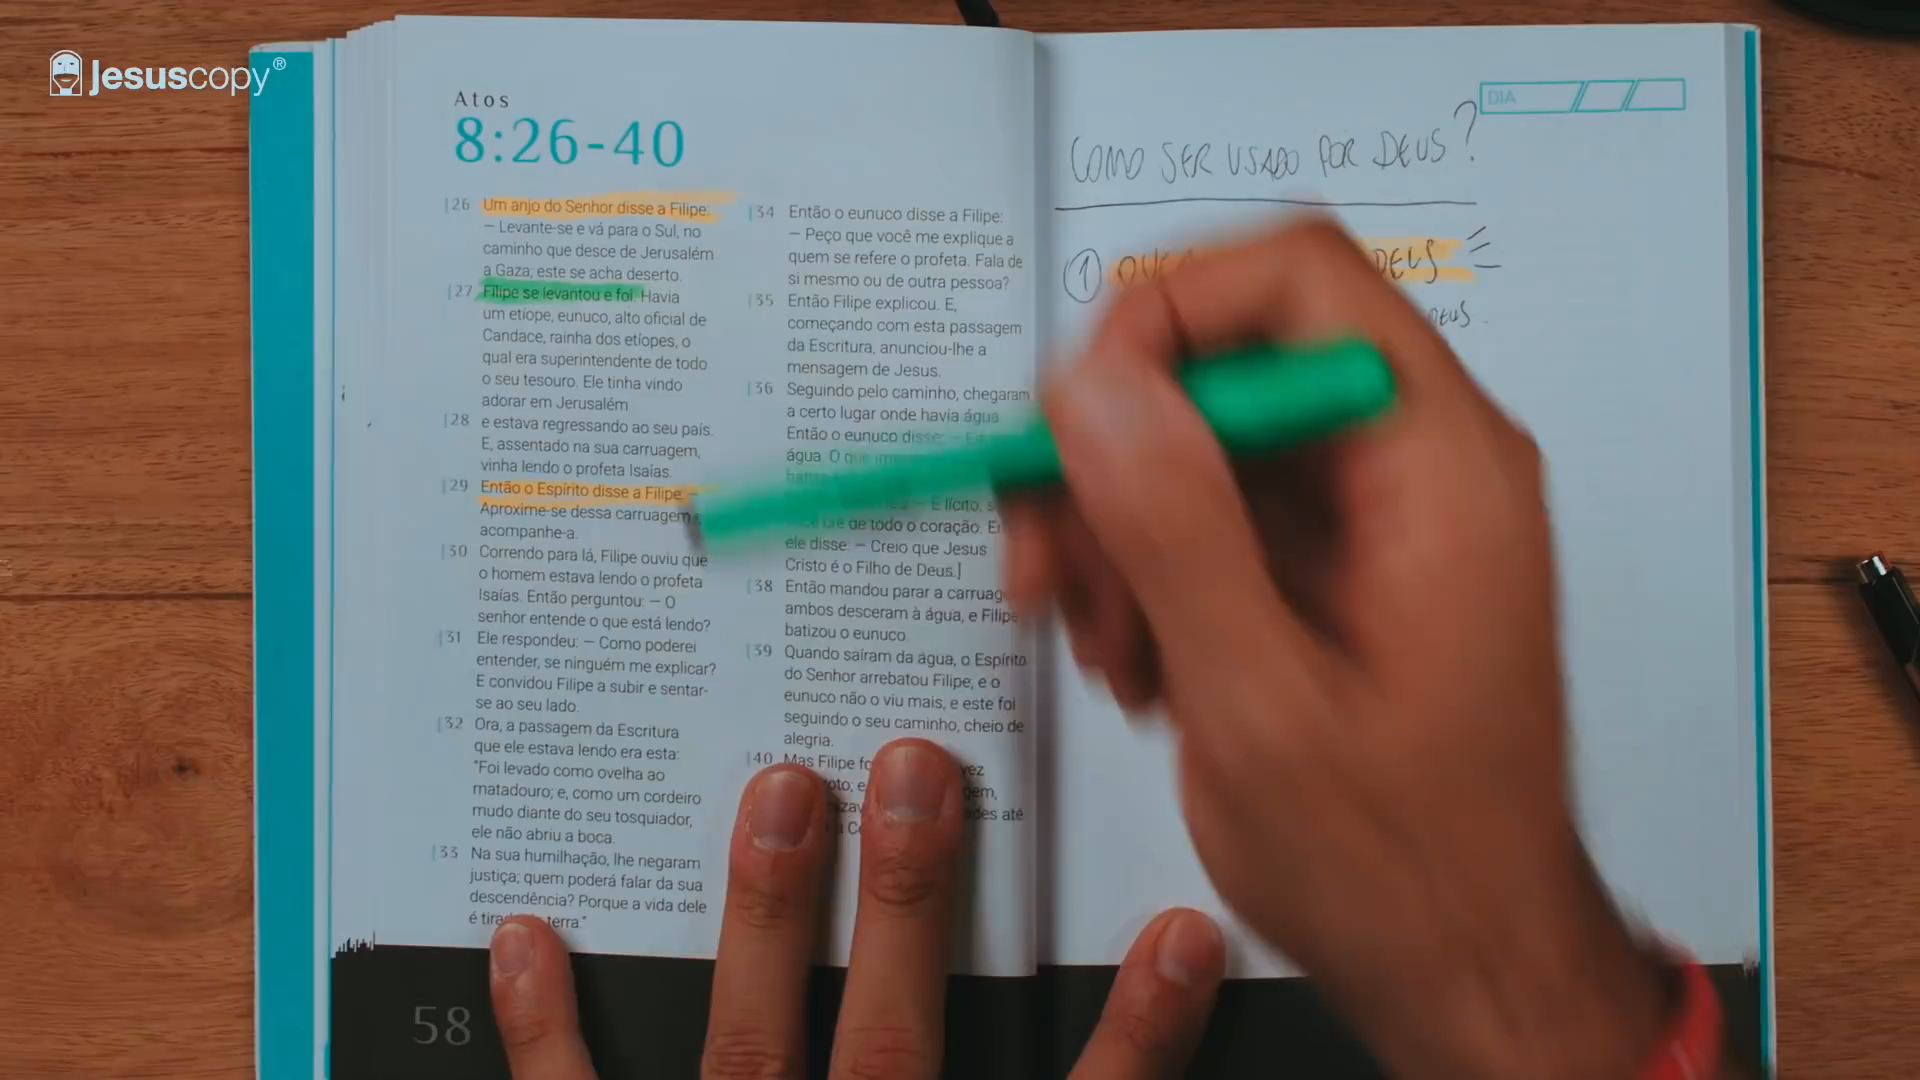 Jesuscopy®
Atos
8:26-40
26 Um anjo do Senhor disse a Filipe:
– Levante-se e vá para o Sul, no
caminho que desce de Jerusalém
a Gaza; este se acha deserto.
27 Filipe se levantou e foi. Havia
um etíope, eunuco, alto oficial de
Candace, rainha dos etíopes, o
qual era superintendente de todo
o seu tesouro. Ele tinha vindo
adorar em Jerusalém
28 e estava regressando ao seu país.
E, assentado na sua carruagem,
vinha lendo o profeta Isaías.
29 Então o Espírito disse a Filipe: –
Aproxime-se dessa carruagem
acompanhe-a.
30 Correndo para lá, Filipe ouviu que
o homem estava lendo o profeta
Isaías. Então perguntou: – O
senhor entende o que está lendo?
31 Ele respondeu: – Como poderei
entender, se ninguém me explicar?
E convidou Filipe a subir e sentar-
se ao seu lado.
32 Ora, a passagem da Escritura
que ele estava lendo era esta:
"Foi levado como ovelha ao
matadouro; e, como um cordeiro
mudo diante do seu tosquiador,
ele não abriu a boca.
33 Na sua humilhação, lhe negaram
justiça; quem poderá falar da sua
descendência? Porque a vida dele
é terra."
58
34 Então o eunuco disse a Filipe:
– Peço que você me explique a
quem se refere o profeta. Fala de
si mesmo ou de outra pessoa?
35 Então Filipe explicou. E,
começando com esta passagem
da Escritura, anunciou-lhe a
mensagem de Jesus.
36 Seguindo pelo caminho, chegaram
a certo lugar onde havia água
Então o eunuco disse: –
água. O que
– É lícito,
de todo o coração.
ele disse: – Creio que Jesus
Cristo é o Filho de Deus.]
38 Então mandou parar a
ambos desceram à água, e Filipe
batizou o eunuco.
39 Quando saíram da água, o Espírito
do Senhor arrebatou Filipe, e o
eunuco não o viu mais, e este foi
seguindo o seu caminho, cheio de
alegria.
40 Mas Filipe
até
DIA
COMO SER USADO POR DEUS?
1 DEUS
DEUS.